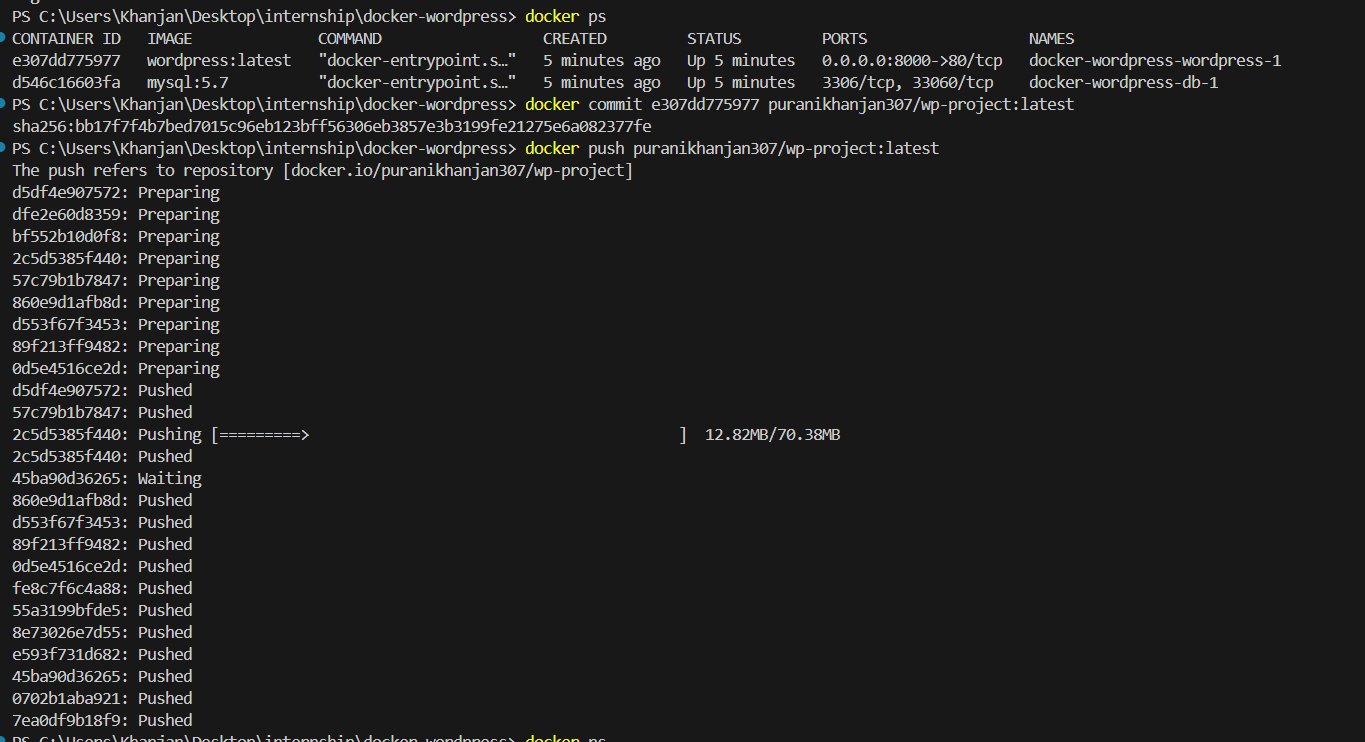 PS C:\Users\Khanjan\Desktop\internship\docker-wordpress> docker ps
CONTAINER ID   IMAGE              COMMAND                  CREATED         STATUS         PORTS                  NAMES
e307dd775977   wordpress:latest   "docker-entrypoint.s…"   5 minutes ago   Up 5 minutes   0.0.0.0:8000->80/tcp   docker-wordpress-wordpress-1
d546c16603fa   mysql:5.7          "docker-entrypoint.s…"   5 minutes ago   Up 5 minutes   3306/tcp, 33060/tcp    docker-wordpress-db-1
PS C:\Users\Khanjan\Desktop\internship\docker-wordpress> docker commit e307dd775977 puranikhanjan307/wp-project:latest
sha256:bb17f7f4b7bed7015c96eb123bff56306eb3857e3b3199fe21275e6a082377fe
PS C:\Users\Khanjan\Desktop\internship\docker-wordpress> docker push puranikhanjan307/wp-project:latest
The push refers to repository [docker.io/puranikhanjan307/wp-project]
d5df4e907572: Preparing
dfe2e60d8359: Preparing
bf552b10d0f8: Preparing
2c5d5385f440: Preparing
57c79b1b7847: Preparing
860e9d1afb8d: Preparing
d553f67f3453: Preparing
89f213ff9482: Preparing
0d5e4516ce2d: Preparing
d5df4e907572: Pushed
57c79b1b7847: Pushed
2c5d5385f440: Pushing [=========>                                         ]  12.82MB/70.38MB
2c5d5385f440: Pushed
45ba90d36265: Waiting
860e9d1afb8d: Pushed
d553f67f3453: Pushed
89f213ff9482: Pushed
0d5e4516ce2d: Pushed
fe8c7f6c4a88: Pushed
55a3199bfde5: Pushed
8e73026e7d55: Pushed
e593f731d682: Pushed
45ba90d36265: Pushed
0702b1aba921: Pushed
7ea0df9b18f9: Pushed
PS C:\Users\Khanjan\Desktop\internship\docker-wordpress> docker ps